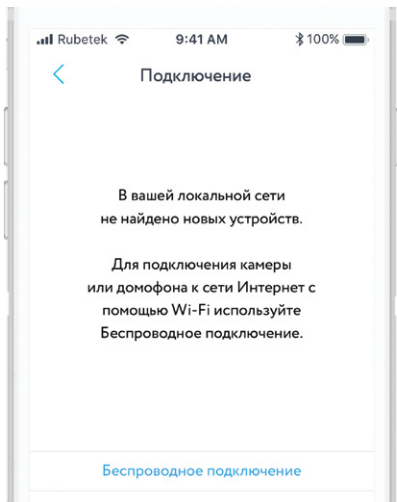 Rubetek 9:41 AM 100%
Подключение
В вашей локальной сети
не найдено новых устройств.
Для подключения камеры
или домофона к сети Интернет с
помощью Wi-Fi используйте
Беспроводное подключение.
Беспроводное подключение